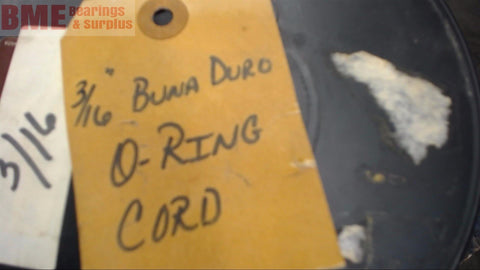 BME Bearings
& Surplus
3/16" BUNA DURO
O-RING
CORD
3/16